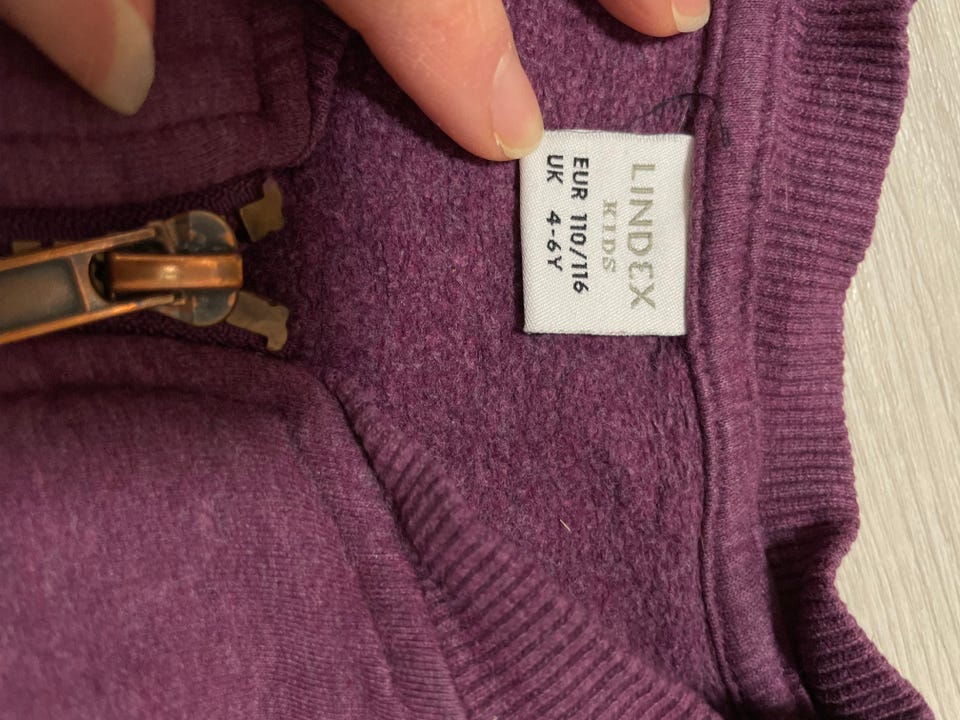 LINDEX
KIDS
EUR 110/116
UK 4-6Y